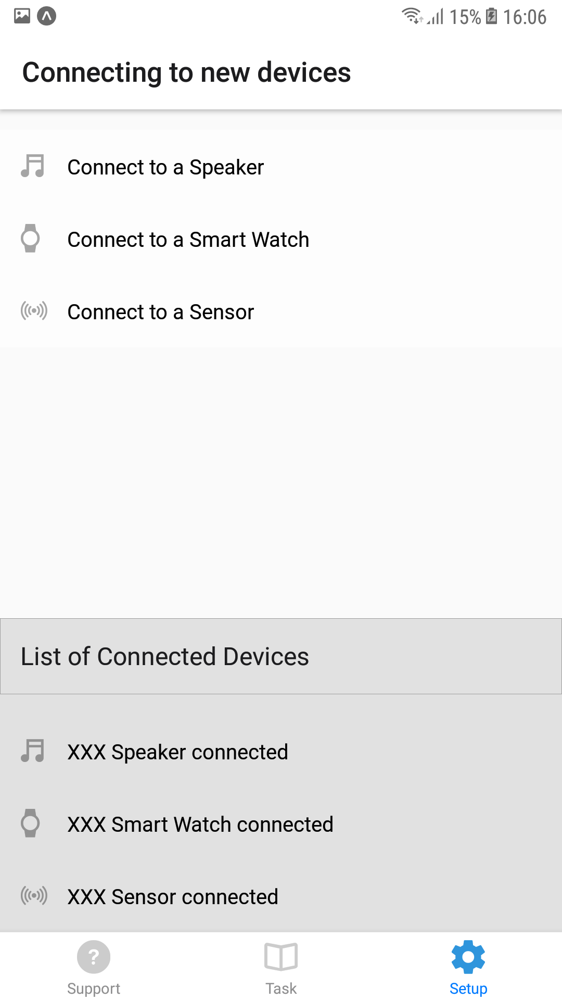 15% 16:06
Connecting to new devices
Connect to a Speaker
Connect to a Smart Watch
Connect to a Sensor
List of Connected Devices
XXX Speaker connected
XXX Smart Watch connected
XXX Sensor connected
?
Support Task Setup